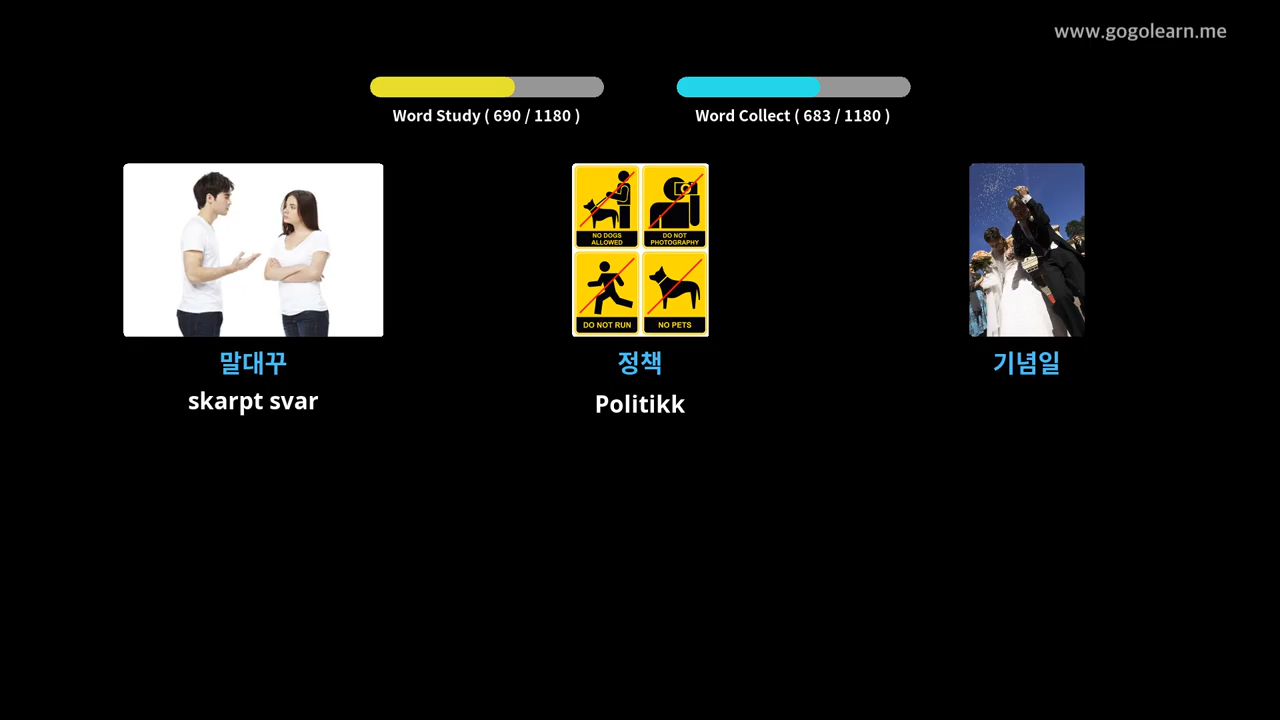 www.gogolearn.me
Word Study ( 690 / 1180 )
Word Collect ( 683 / 1180 )
NO DOGS
ALLOWED
DO NOT
PHOTOGRAPHY
DO NOT RUN
NO PETS
말대꾸
정책
기념일
skarpt svar
Politikk